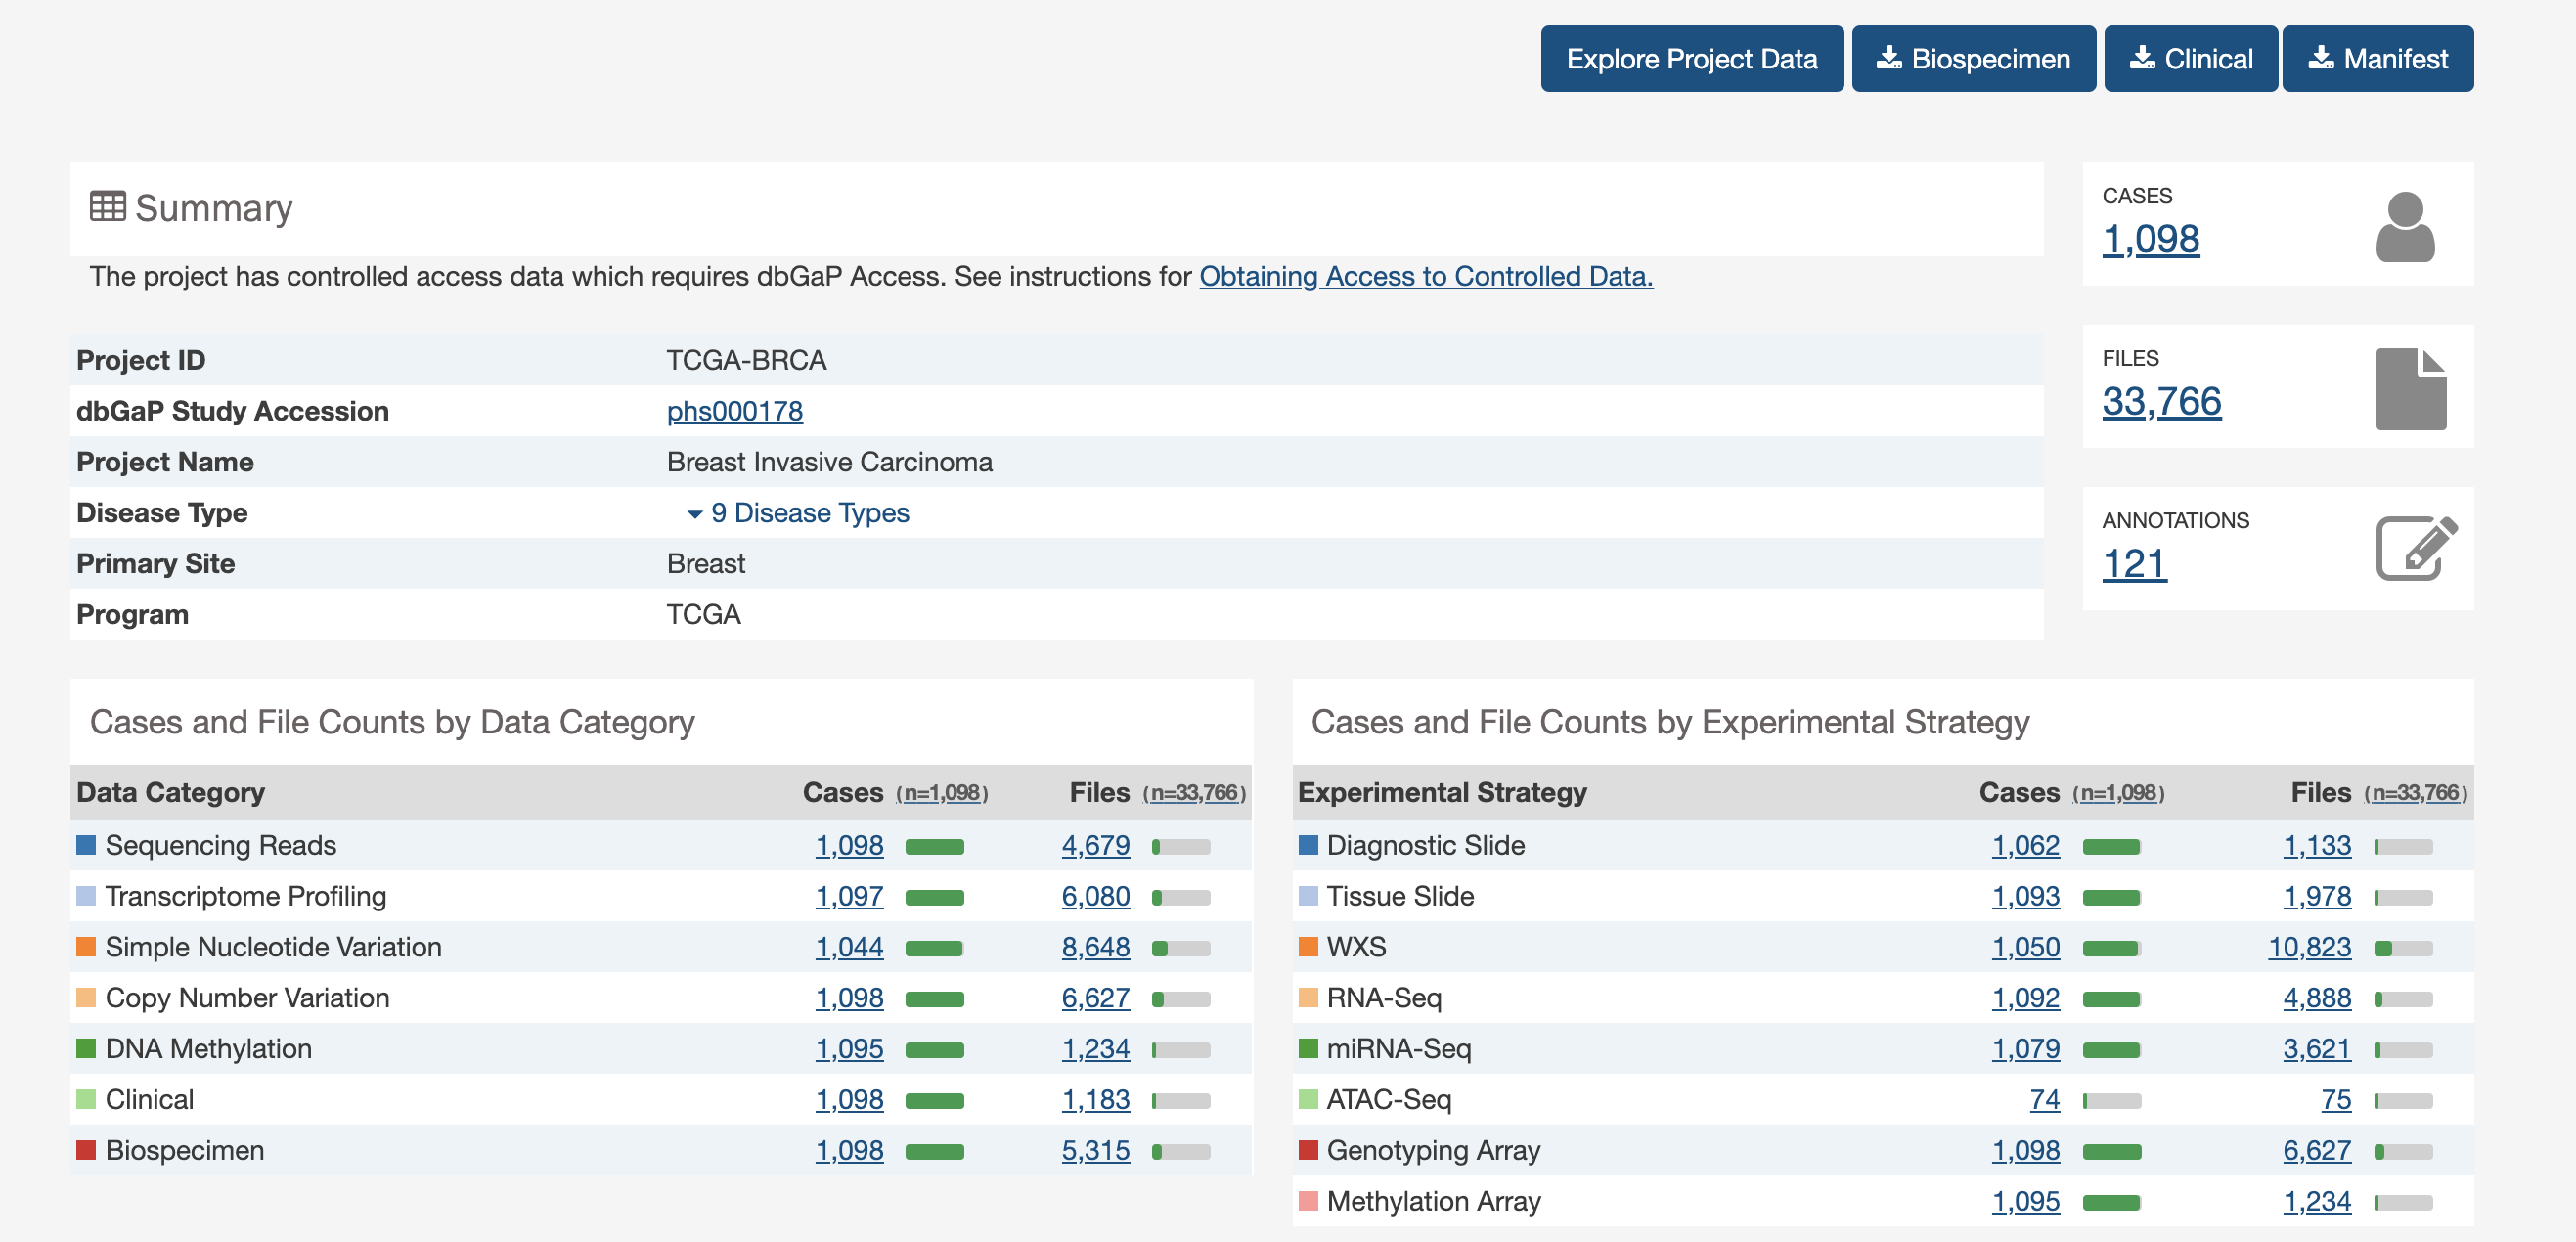 Explore Project Data Biospecimen Clinical Manifest
Summary
The project has controlled access data which requires dbGaP Access. See instructions for Obtaining Access to Controlled Data.
Project ID TCGA-BRCA
dbGaP Study Accession phs000178
Project Name Breast Invasive Carcinoma
Disease Type 9 Disease Types
Primary Site Breast
Program TCGA
CASES
1,098
FILES
33,766
ANNOTATIONS
121
Cases and File Counts by Data Category
Data Category Cases (n=1,098) Files (n=33,766)
Sequencing Reads 1,098 4,679
Transcriptome Profiling 1,097 6,080
Simple Nucleotide Variation 1,044 8,648
Copy Number Variation 1,098 6,627
DNA Methylation 1,095 1,234
Clinical 1,098 1,183
Biospecimen 1,098 5,315
Cases and File Counts by Experimental Strategy
Experimental Strategy Cases (n=1,098) Files (n=33,766)
Diagnostic Slide 1,062 1,133
Tissue Slide 1,093 1,978
WXS 1,050 10,823
RNA-Seq 1,092 4,888
miRNA-Seq 1,079 3,621
ATAC-Seq 74 75
Genotyping Array 1,098 6,627
Methylation Array 1,095 1,234